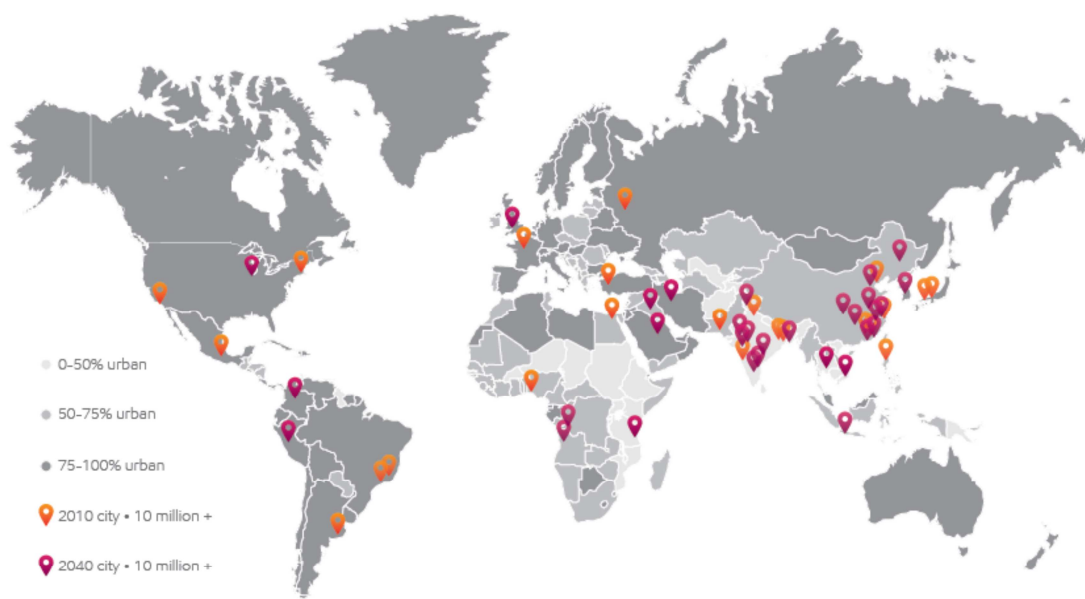 0-50% urban
50-75% urban
75-100% urban
2010 city • 10 million +
2040 city • 10 million +